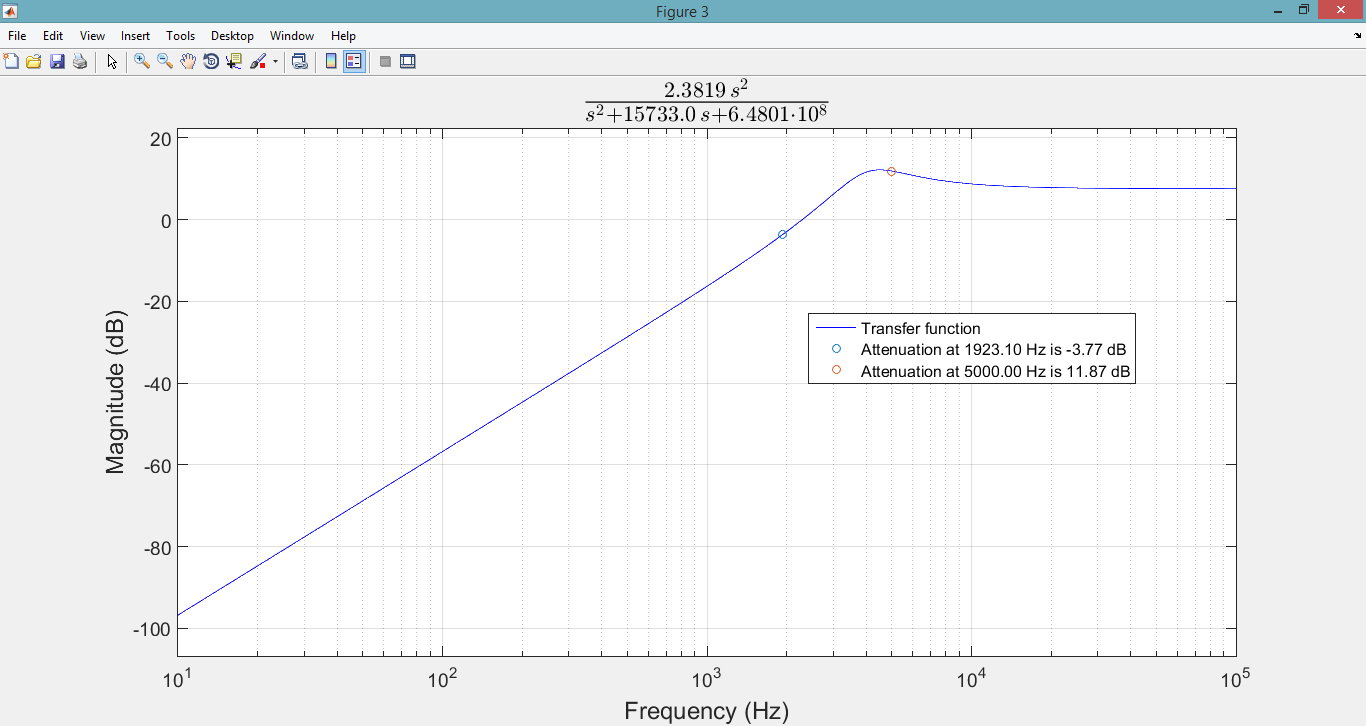 Figure 3
File Edit View Insert Tools Desktop Window Help
2.3819 s²
s²+15733.0 s+6.4801·10⁸
20
0
-20
-40
-60
-80
-100
Magnitude (dB)
Transfer function
Attenuation at 1923.10 Hz is -3.77 dB
Attenuation at 5000.00 Hz is 11.87 dB
10¹ 10² 10³ 10⁴ 10⁵
Frequency (Hz)